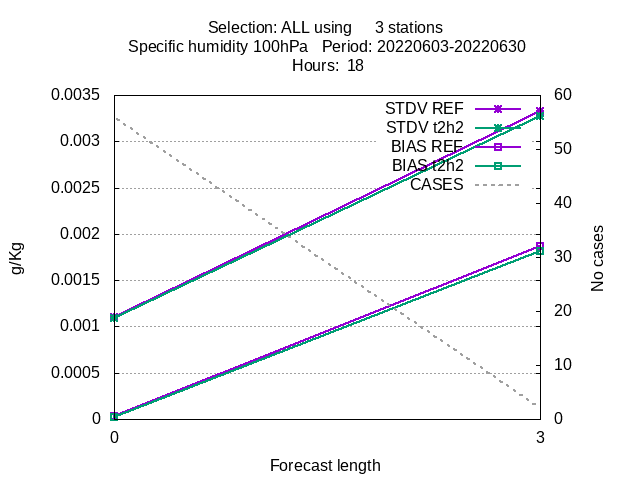 Selection: ALL using 3 stations
Specific humidity 100hPa Period: 20220603-20220630
Hours: 18
0.0035
0.003
0.0025
0.002
0.0015
0.001
0.0005
0
g/Kg
STDV REF
STDV t2h2
BIAS REF
BIAS t2h2
CASES
60
50
40
30
20
10
0
No cases
0
3
Forecast length